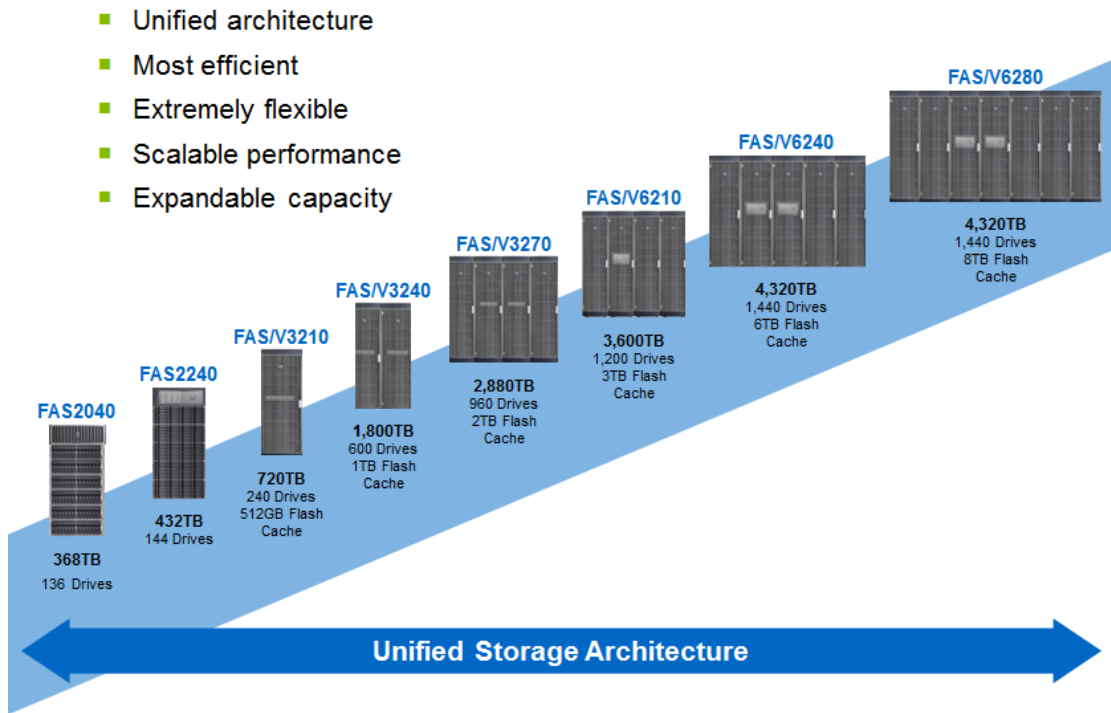 Unified architecture
Most efficient
Extremely flexible
Scalable performance
Expandable capacity
FAS2040
368TB
136 Drives
FAS2240
432TB
144 Drives
FAS/V3210
720TB
240 Drives
512GB Flash
Cache
FAS/V3240
1,800TB
600 Drives
1TB Flash
Cache
FAS/V3270
2,880TB
960 Drives
2TB Flash
Cache
FAS/V6210
3,600TB
1,200 Drives
3TB Flash
Cache
FAS/V6240
4,320TB
1,440 Drives
6TB Flash
Cache
FAS/V6280
4,320TB
1,440 Drives
8TB Flash
Cache
Unified Storage Architecture